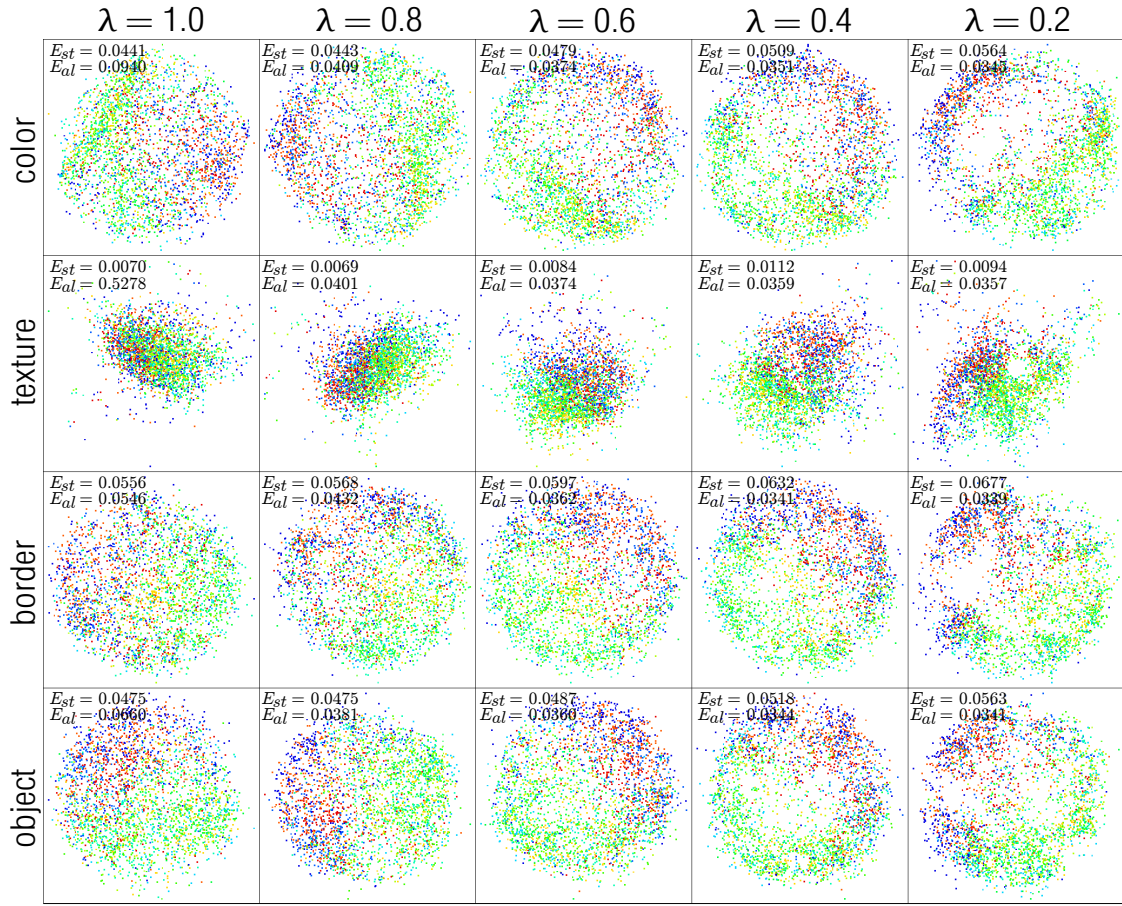 λ = 1.0 λ = 0.8 λ = 0.6 λ = 0.4 λ = 0.2
color
E_st = 0.0441
E_al = 0.0940
E_st = 0.0443
E_al = 0.0409
E_st = 0.0479
E_al = 0.0374
E_st = 0.0509
E_al = 0.0351
E_st = 0.0564
E_al = 0.0345
texture
E_st = 0.0070
E_al = 0.5278
E_st = 0.0069
E_al = 0.0401
E_st = 0.0084
E_al = 0.0374
E_st = 0.0112
E_al = 0.0359
E_st = 0.0094
E_al = 0.0357
border
E_st = 0.0556
E_al = 0.0546
E_st = 0.0568
E_al = 0.0432
E_st = 0.0597
E_al = 0.0362
E_st = 0.0632
E_al = 0.0341
E_st = 0.0677
E_al = 0.0339
object
E_st = 0.0475
E_al = 0.0660
E_st = 0.0475
E_al = 0.0381
E_st = 0.0487
E_al = 0.0360
E_st = 0.0518
E_al = 0.0344
E_st = 0.0563
E_al = 0.0341